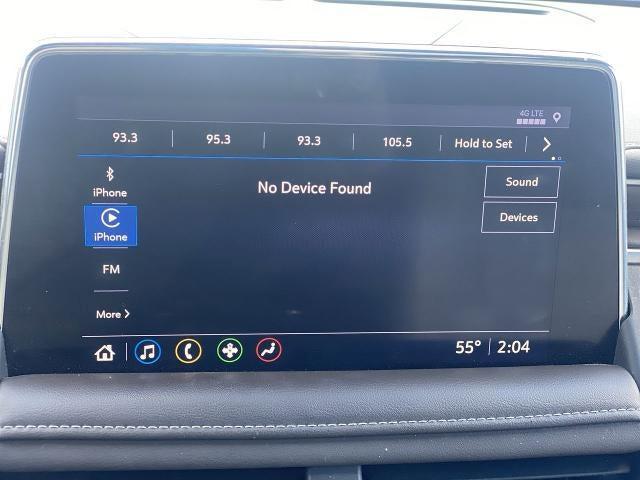 4G LTE
93.3 95.3 93.3 105.5 Hold to Set
iPhone
No Device Found
Sound
iPhone
Devices
FM
More
55° 2:04